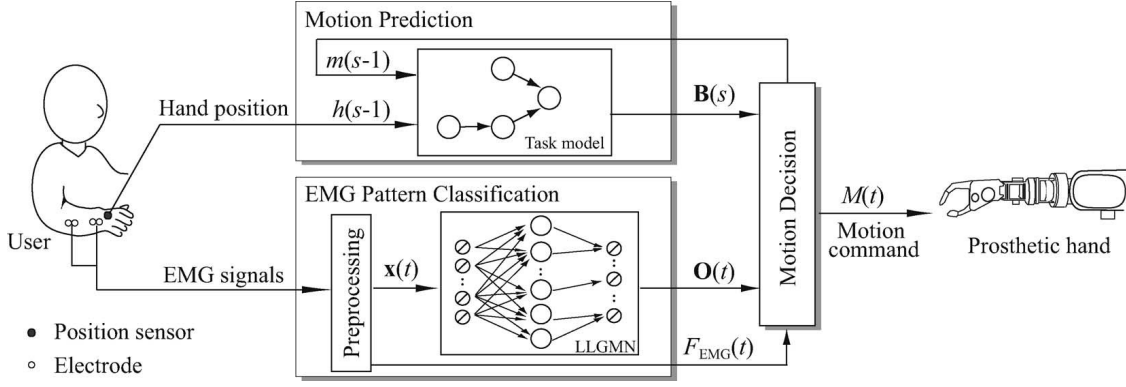 Motion Prediction
m(s-1)
Hand position
h(s-1)
B(s)
Task model
EMG Pattern Classification
User
Preprocessing
x(t)
O(t)
Motion Decision
M(t)
Motion
command
Prosthetic hand
EMG signals
LLGMN
F_EMG(t)
Position sensor
Electrode